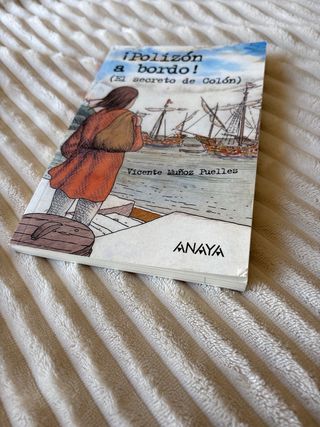 ¡Polizón
a bordo!
(El secreto de Colón)
Vicente Muñoz Puelles
ANAYA